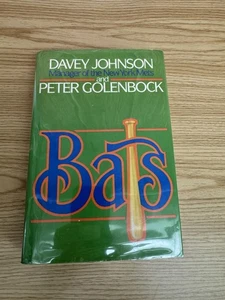 DAVEY JOHNSON
Manager of the New York Mets
and
PETER GOLENBOCK
Bats